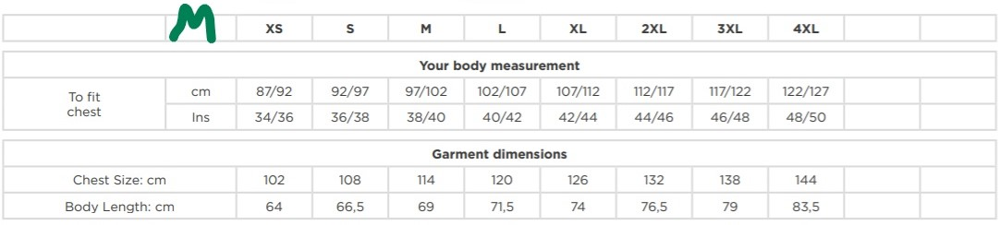 M XS S M L XL 2XL 3XL 4XL
Your body measurement
To fit chest cm 87/92 92/97 97/102 102/107 107/112 112/117 117/122 122/127
Ins 34/36 36/38 38/40 40/42 42/44 44/46 46/48 48/50
Garment dimensions
Chest Size: cm 102 108 114 120 126 132 138 144
Body Length: cm 64 66,5 69 71,5 74 76,5 79 83,5